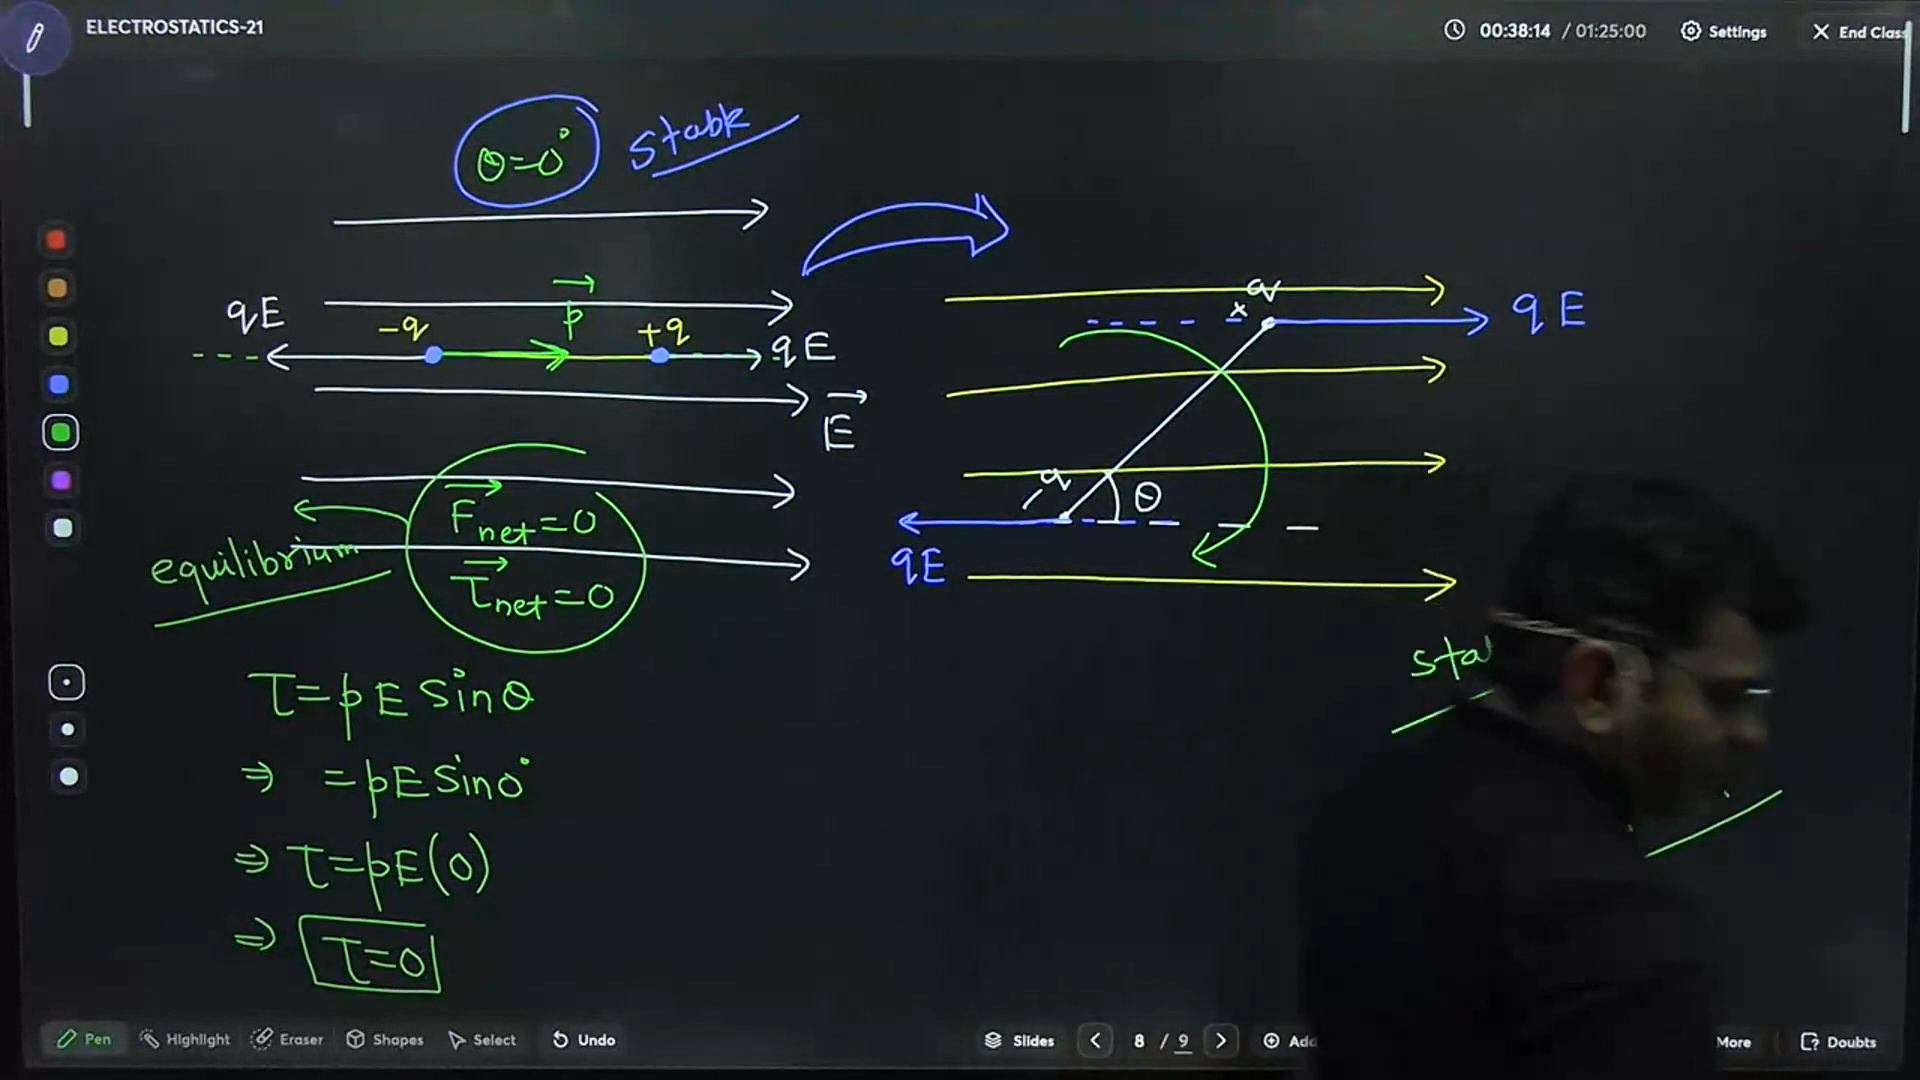 ELECTROSTATICS-21
00:38:14 / 01:25:00
Settings
End Class
θ=0° stable
qE
-q
p
+q
qE
E
equilibrium
Fnet=0
τnet=0
τ=pE sinθ
⇒ =pE sin0°
⇒ τ=pE(0)
⇒ τ=0
q
qE
-q
θ
qE
sta
Pen
Highlight
Eraser
Shapes
Select
Undo
Slides
8 / 9
Add
More
Doubts